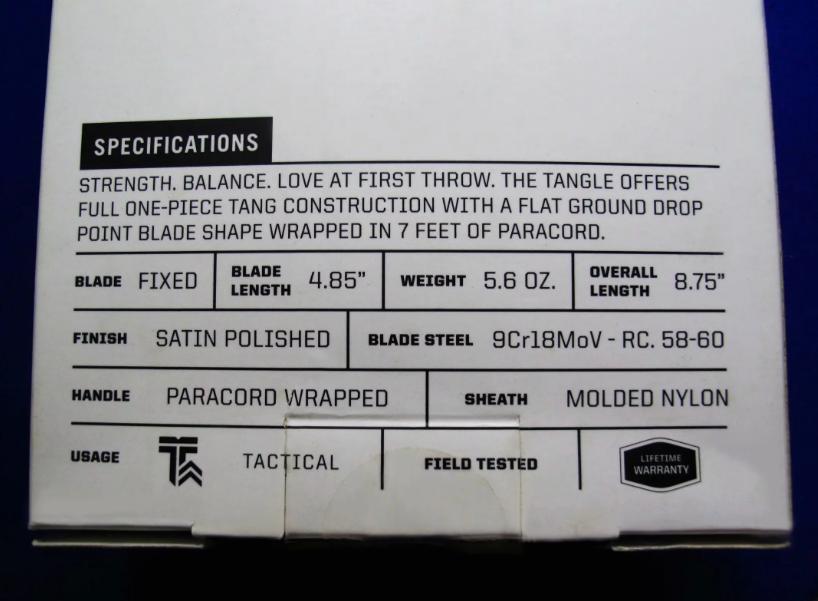 SPECIFICATIONS
STRENGTH. BALANCE. LOVE AT FIRST THROW. THE TANGLE OFFERS
FULL ONE-PIECE TANG CONSTRUCTION WITH A FLAT GROUND DROP
POINT BLADE SHAPE WRAPPED IN 7 FEET OF PARACORD.
BLADE FIXED
BLADE
LENGTH 4.85"
WEIGHT 5.6 OZ.
OVERALL
LENGTH 8.75"
FINISH SATIN POLISHED
BLADE STEEL 9Cr18MoV - RC. 58-60
HANDLE PARACORD WRAPPED
SHEATH MOLDED NYLON
USAGE TACTICAL
FIELD TESTED
LIFETIME
WARRANTY